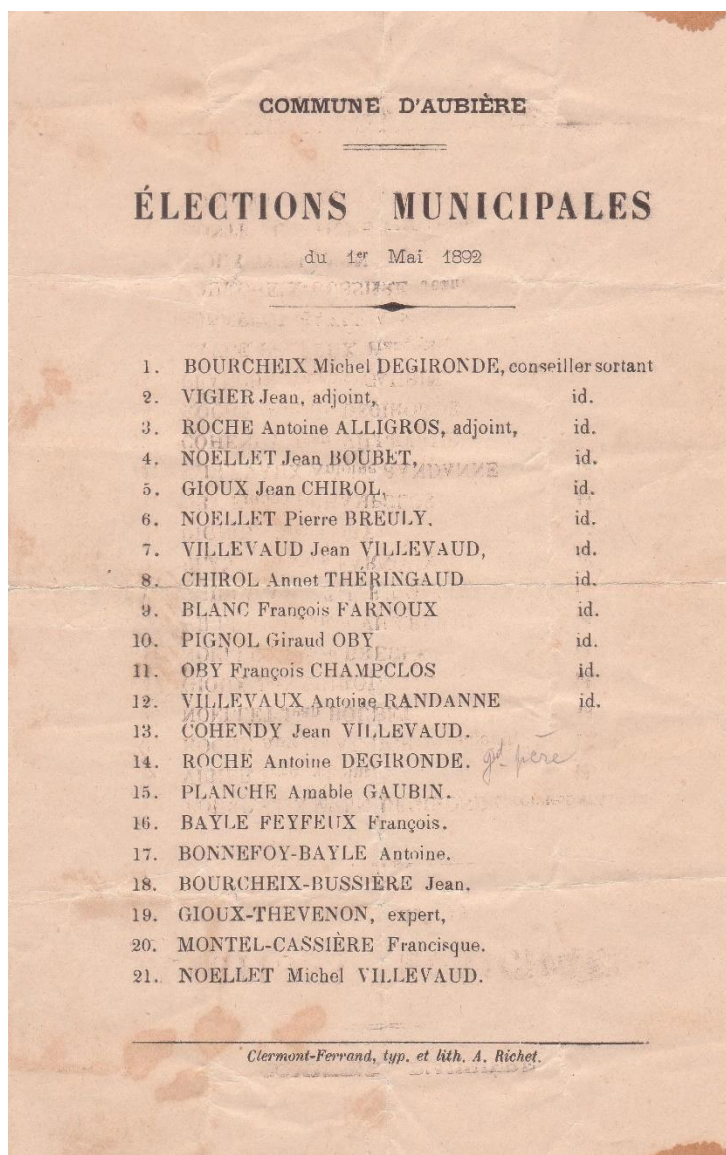 COMMUNE D'AUBIÈRE
ÉLECTIONS MUNICIPALES
du 1er Mai 1892
1. BOURCHEIX Michel DEGIRONDE, conseiller sortant
2. VIGIER Jean, adjoint, id.
3. ROCHE Antoine ALLIGROS, adjoint, id.
4. NOELLET Jean BOUBET, id.
5. GIOUX Jean CHIROL, id.
6. NOELLET Pierre BREULY. id.
7. VILLEVAUD Jean VILLEVAUD, id.
8. CHIROL Annet THÉRINGAUD id.
9. BLANC François FARNOUX id.
10. PIGNOL Giraud OBY id.
11. OBY François CHAMPCLOS id.
12. VILLEVAUX Antoine RANDANNE id.
13. COHENDY Jean VILLEVAUD.
14. ROCHE Antoine DEGIRONDE. gd père
15. PLANCHE Amable GAUBIN.
16. BAYLE FEYFEUX François.
17. BONNEFOY-BAYLE Antoine.
18. BOURCHEIX-BUSSIÈRE Jean.
19. GIOUX-THEVENON, expert,
20. MONTEL-CASSIÈRE Francisque.
21. NOELLET Michel VILLEVAUD.
Clermont-Ferrand, typ. et lith. A. Richet.